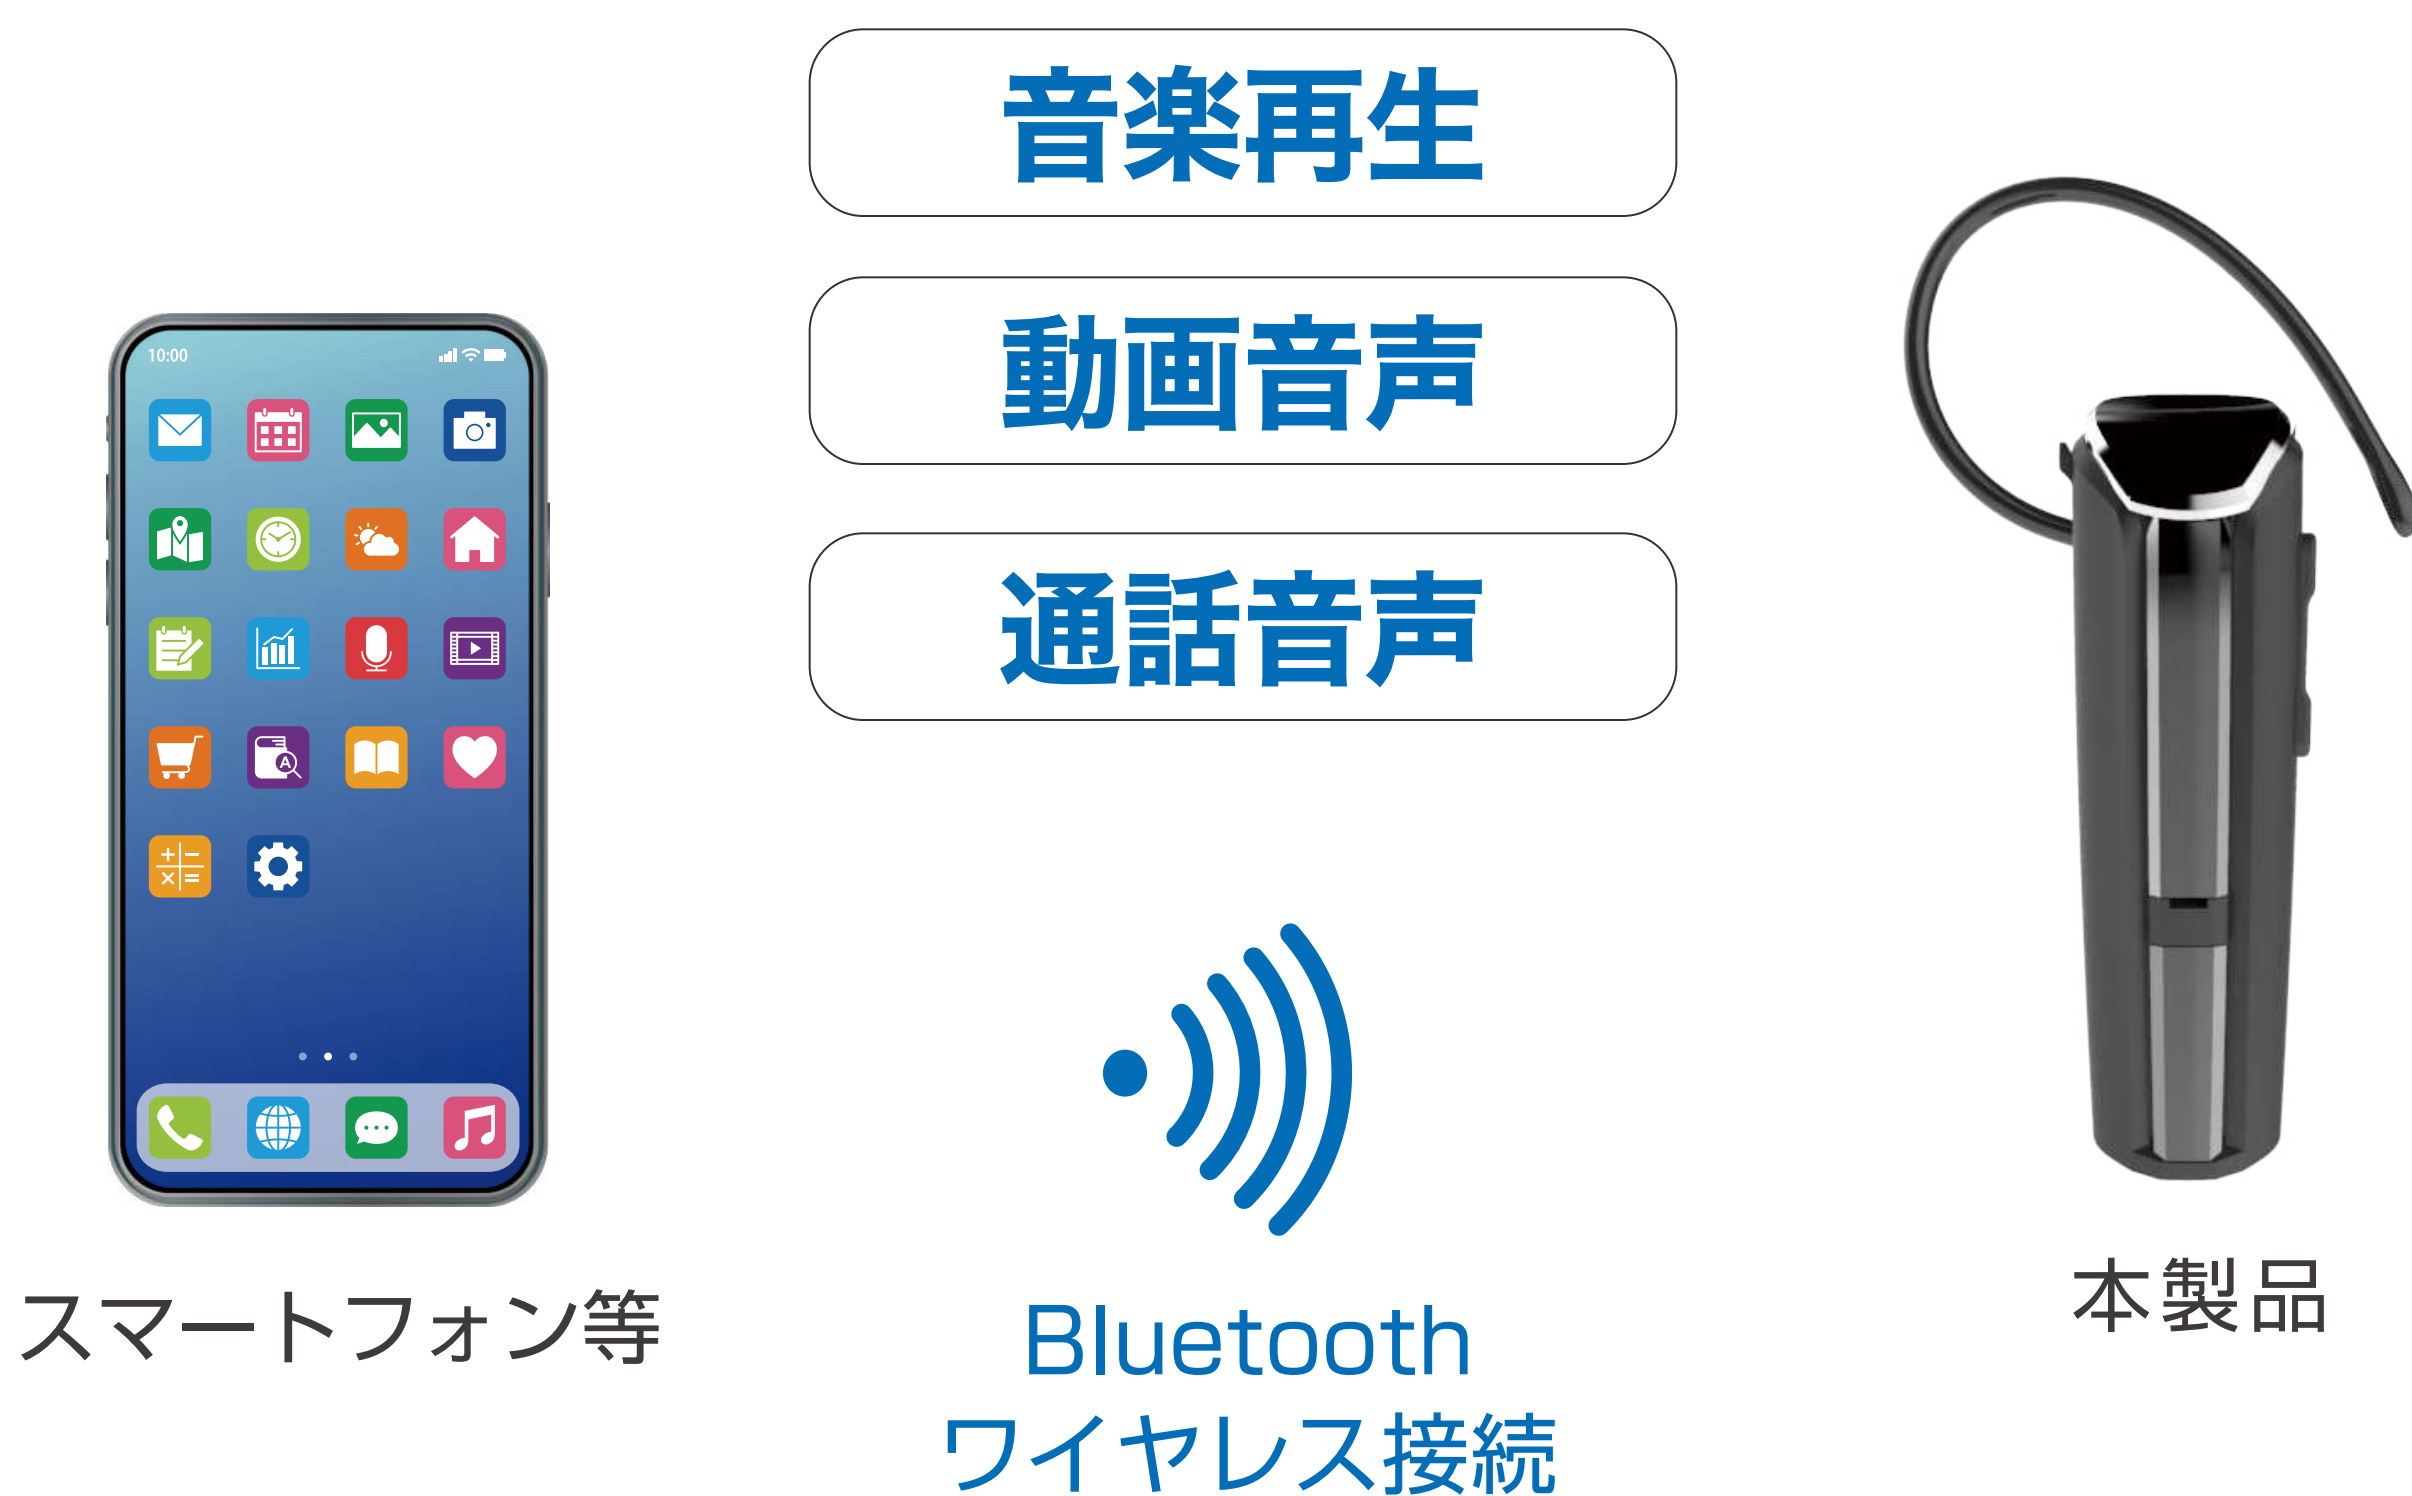 音楽再生
動画音声
通話音声
10:00
スマートフォン等
Bluetooth
ワイヤレス接続
本製品